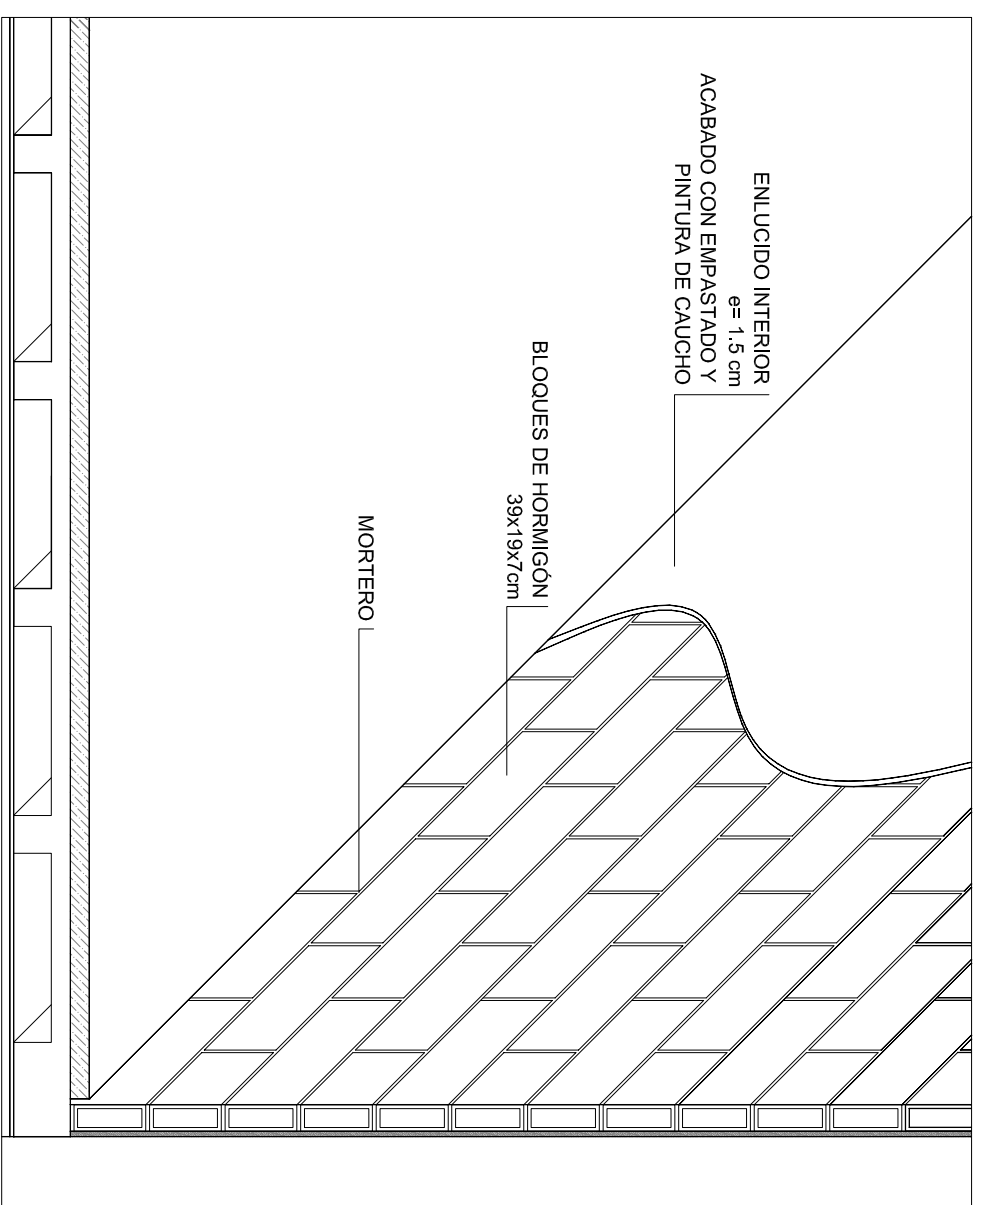 ENLUCIDO INTERIOR
e= 1.5 cm
ACABADO CON EMPASTADO Y
PINTURA DE CAUCHO
BLOQUES DE HORMIGÓN
39x19x7cm
MORTERO